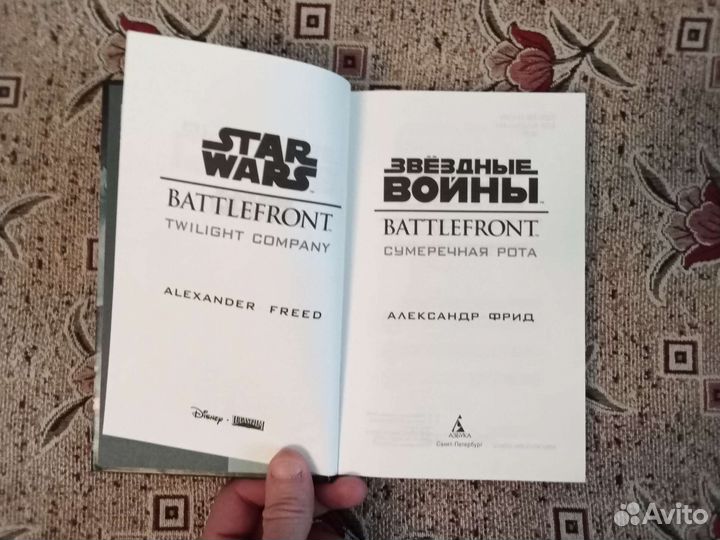 STAR
WARS
BATTLEFRONT
TWILIGHT COMPANY
ALEXANDER FREED
Disney · LUCASFILM
ЗВЁЗДНЫЕ
ВОЙНЫ
BATTLEFRONT
СУМЕРЕЧНАЯ РОТА
АЛЕКСАНДР ФРИД
АЗБУКА
Санкт-Петербург
Avito